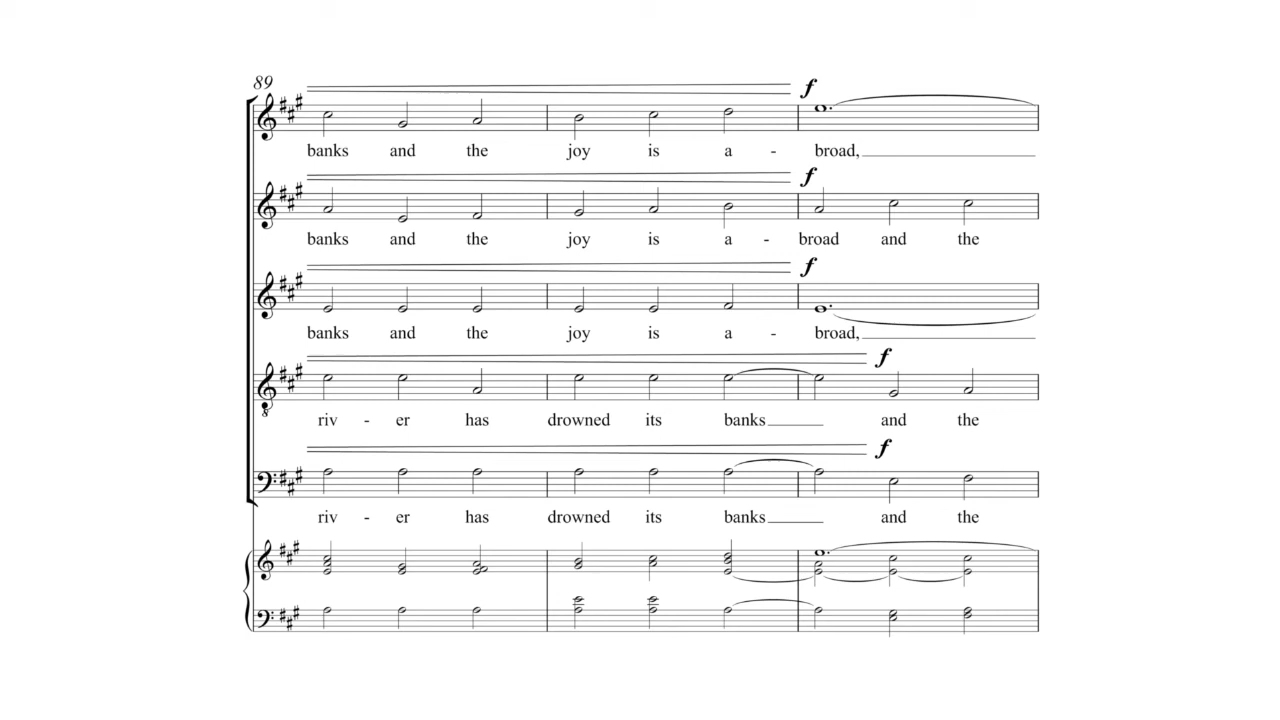 89
f
banks and the joy is a - broad,
f
banks and the joy is a - broad and the
f
banks and the joy is a - broad,
f
riv - er has drowned its banks and the
f
riv - er has drowned its banks and the